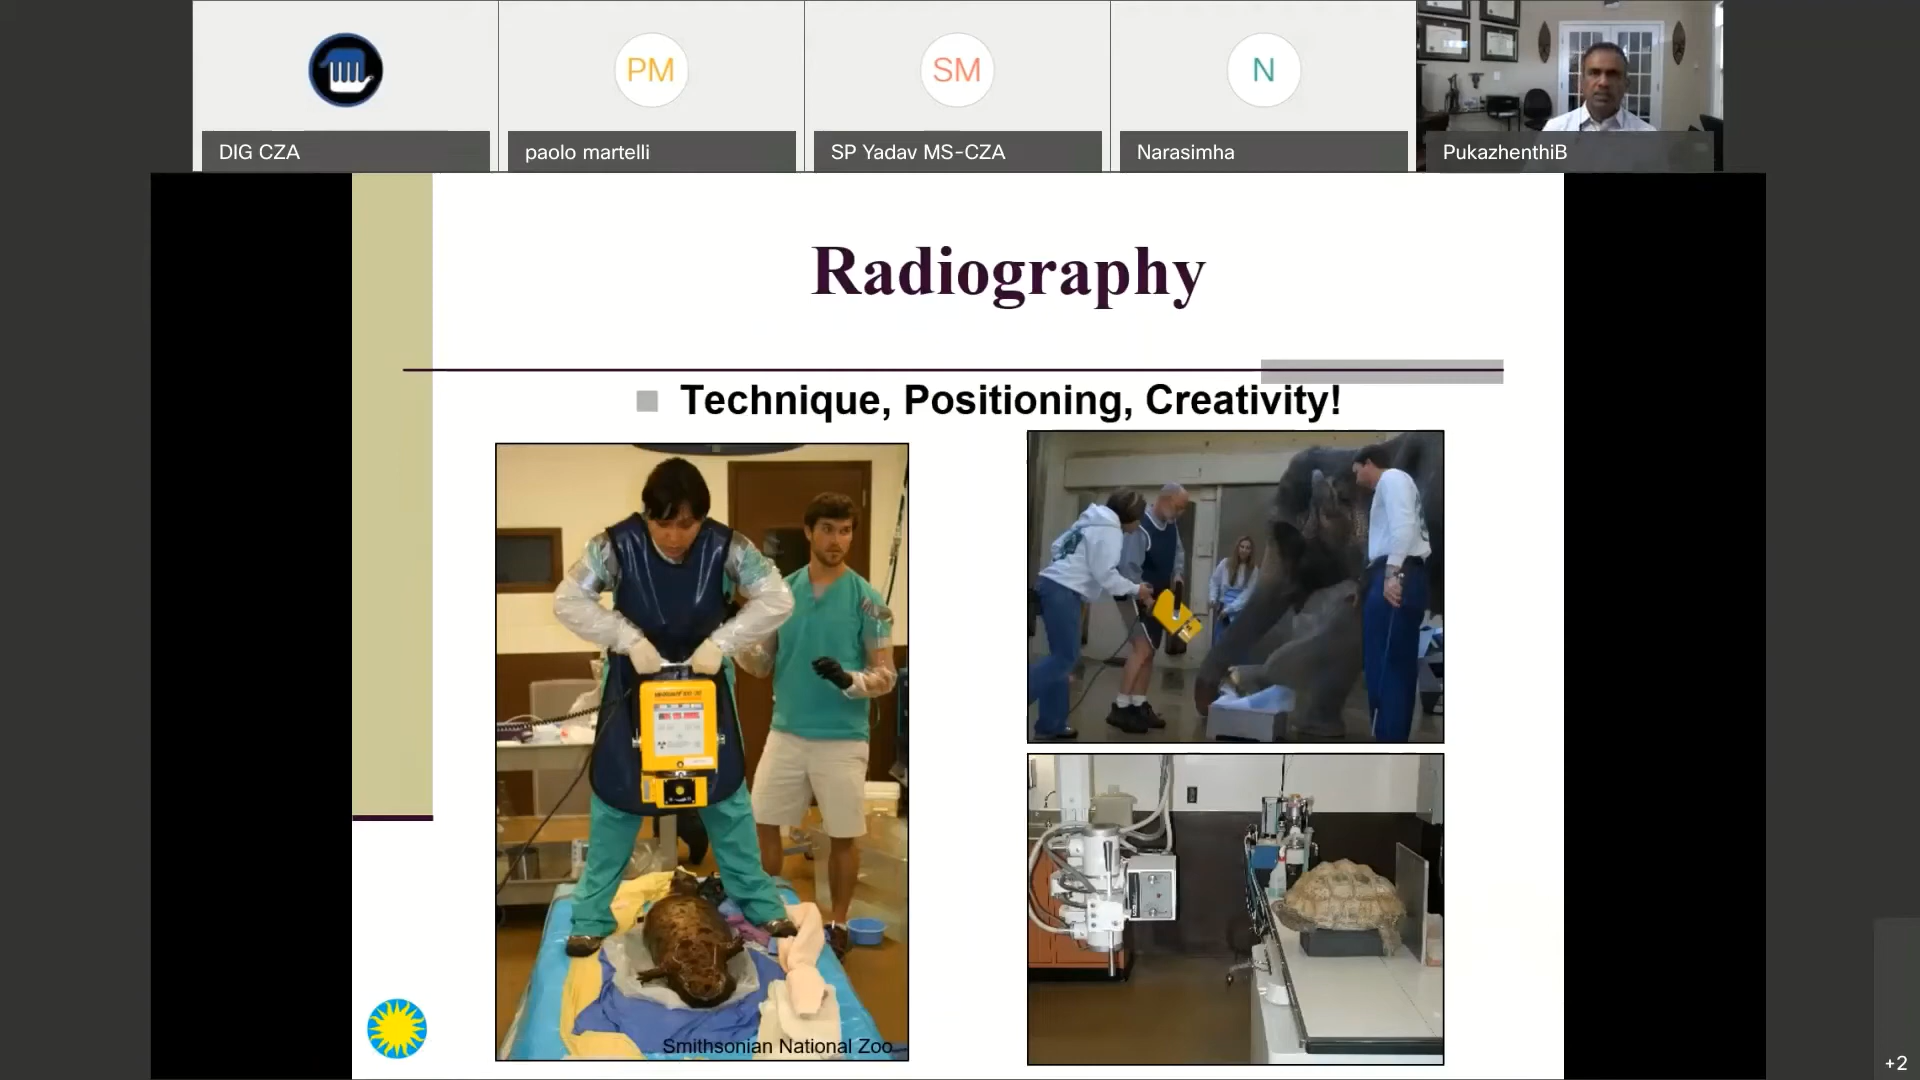 PM
SM
N
DIG CZA
paolo martelli
SP Yadav MS-CZA
Narasimha
PukazhenthiB
Radiography
Technique, Positioning, Creativity!
Smithsonian National Zoo
+2